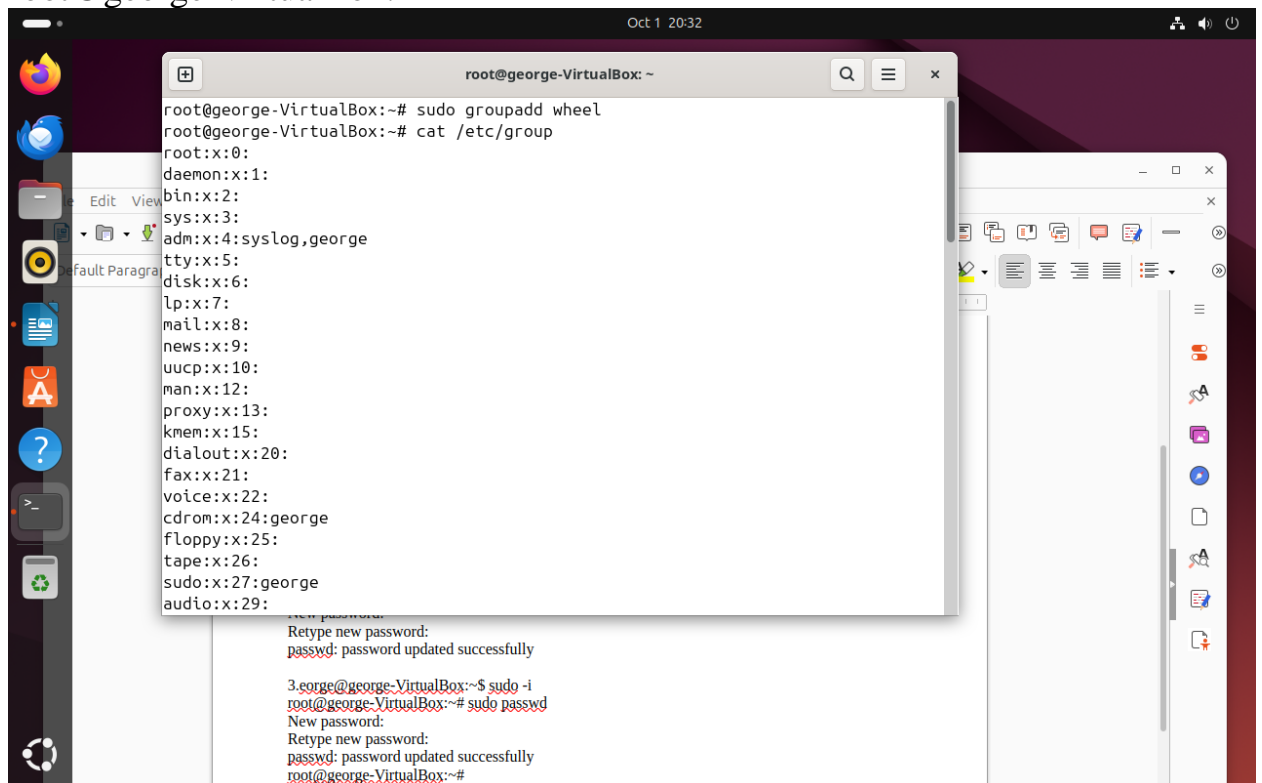 Oct 1 20:32
root@george-VirtualBox: ~
root@george-VirtualBox:~# sudo groupadd wheel
root@george-VirtualBox:~# cat /etc/group
root:x:0:
daemon:x:1:
bin:x:2:
sys:x:3:
adm:x:4:syslog,george
tty:x:5:
disk:x:6:
lp:x:7:
mail:x:8:
news:x:9:
uucp:x:10:
man:x:12:
proxy:x:13:
kmem:x:15:
dialout:x:20:
fax:x:21:
voice:x:22:
cdrom:x:24:george
floppy:x:25:
tape:x:26:
sudo:x:27:george
audio:x:29:
Edit View
Default Paragra
New password:
Retype new password:
passwd: password updated successfully
3.eorge@george-VirtualBox:~$ sudo -i
root@george-VirtualBox:~# sudo passwd
New password:
Retype new password:
passwd: password updated successfully
root@george-VirtualBox:~#